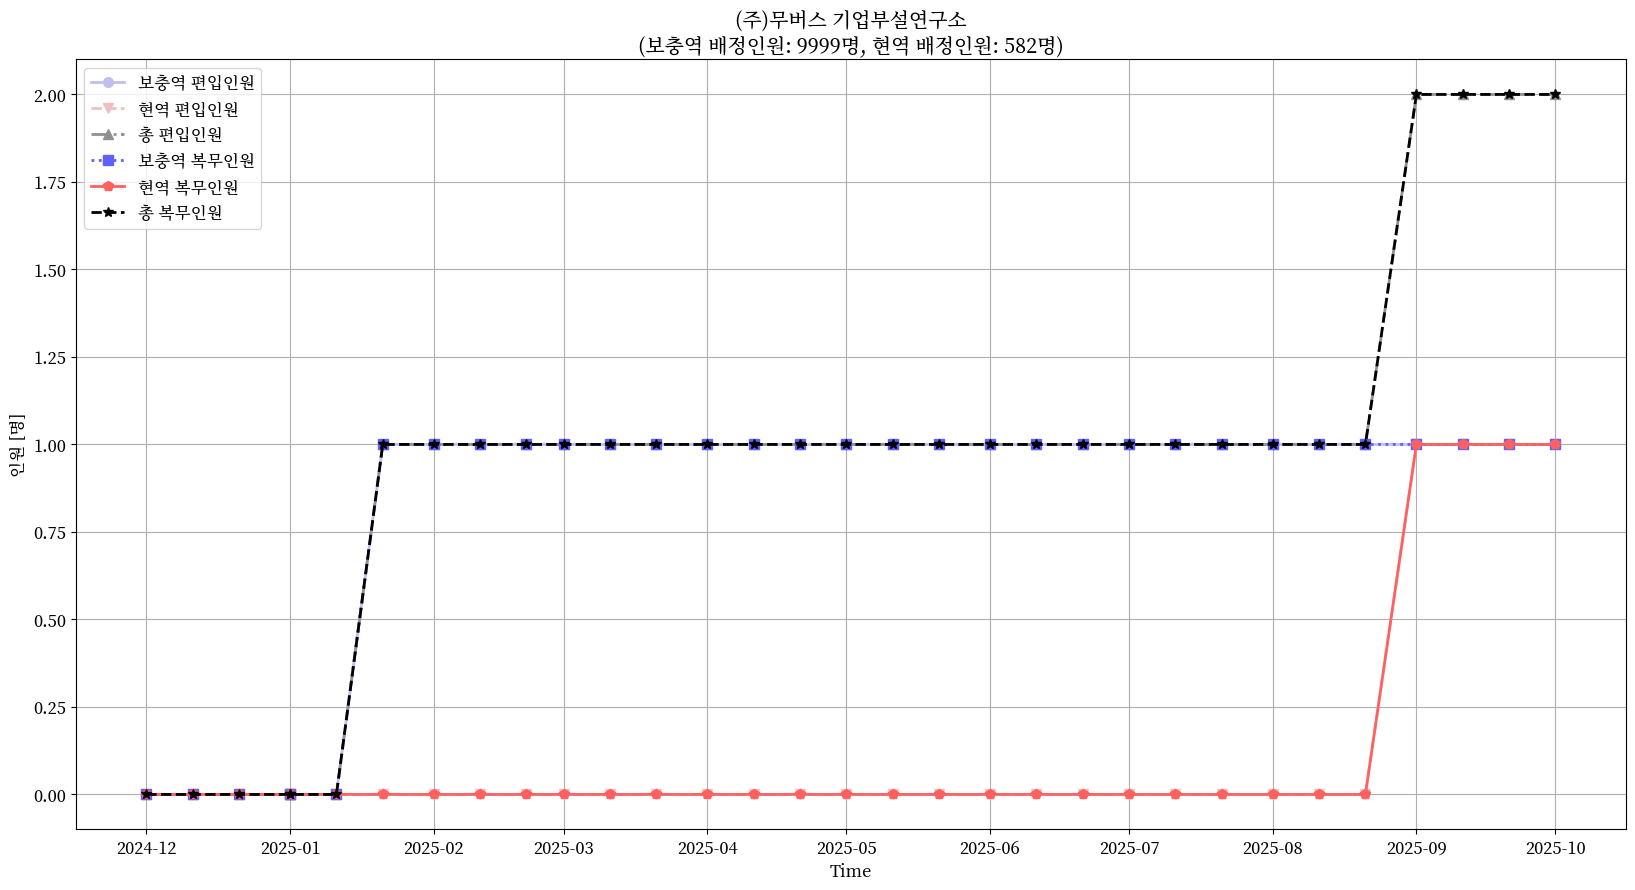 (주)무버스 기업부설연구소
(보충역 배정인원: 9999명, 현역 배정인원: 582명)
보충역 편입인원
현역 편입인원
총 편입인원
보충역 복무인원
현역 복무인원
총 복무인원
2.00
1.75
1.50
1.25
1.00
0.75
0.50
0.25
0.00
인원 [명]
2024-12 2025-01 2025-02 2025-03 2025-04 2025-05 2025-06 2025-07 2025-08 2025-09 2025-10
Time